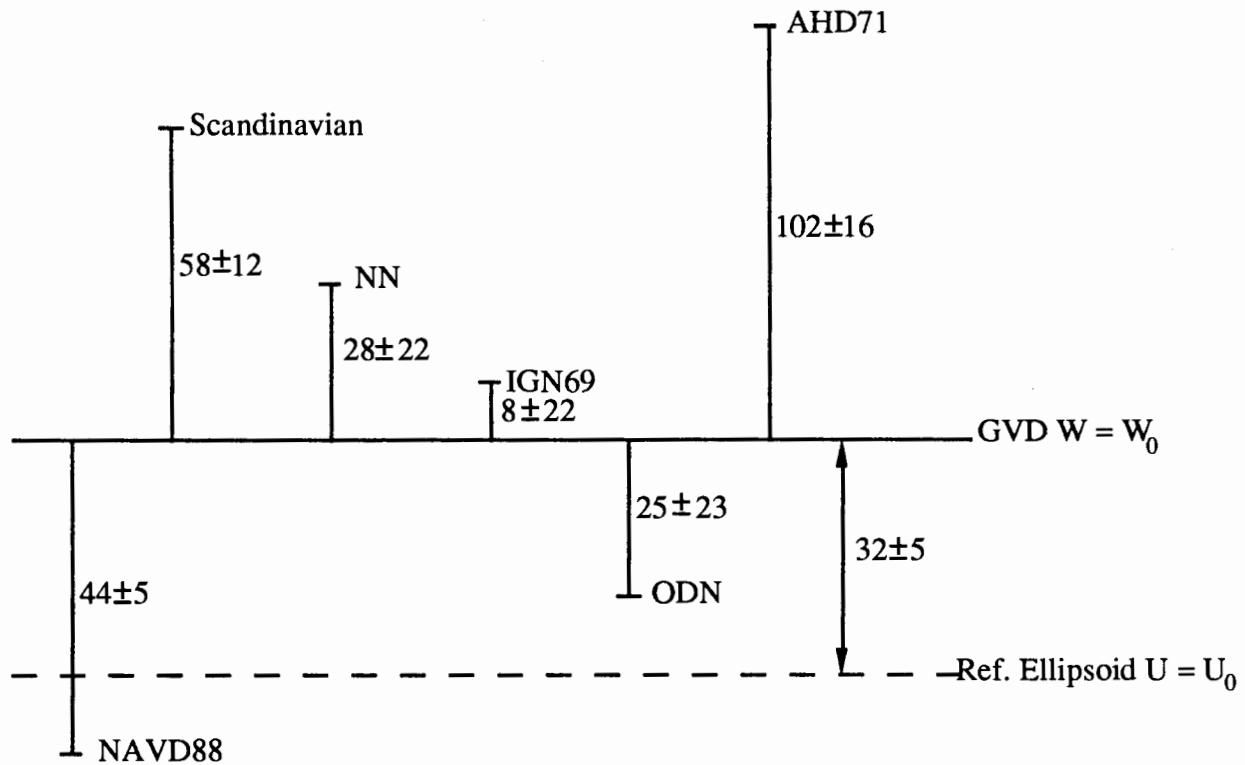 AHD71
Scandinavian
102±16
58±12
NN
28±22
IGN69
8±22
GVD W = W₀
25±23
32±5
44±5
ODN
Ref. Ellipsoid U = U₀
NAVD88